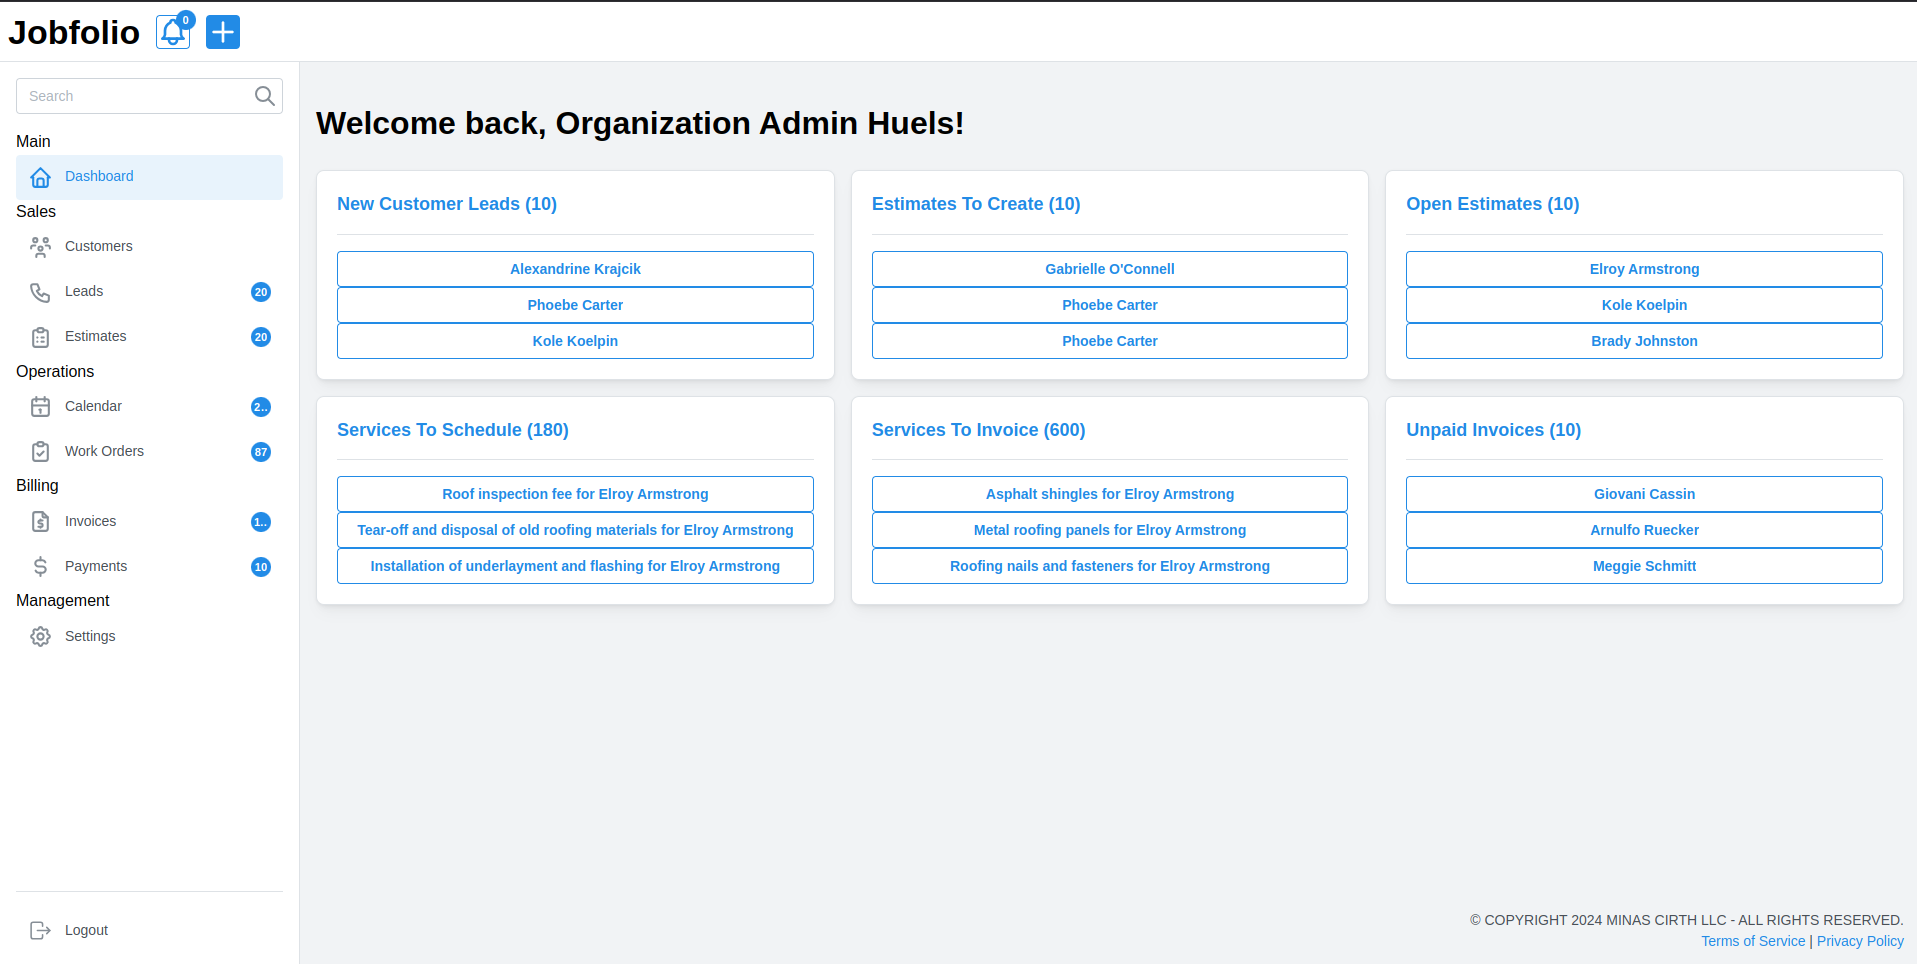 Jobfolio
0
Search
Main
Dashboard
Sales
Customers
Leads 20
Estimates 20
Operations
Calendar 2..
Work Orders 87
Billing
Invoices 1..
Payments 10
Management
Settings
Logout
Welcome back, Organization Admin Huels!
New Customer Leads (10)
Alexandrine Krajcik
Phoebe Carter
Kole Koelpin
Estimates To Create (10)
Gabrielle O'Connell
Phoebe Carter
Phoebe Carter
Open Estimates (10)
Elroy Armstrong
Kole Koelpin
Brady Johnston
Services To Schedule (180)
Roof inspection fee for Elroy Armstrong
Tear-off and disposal of old roofing materials for Elroy Armstrong
Installation of underlayment and flashing for Elroy Armstrong
Services To Invoice (600)
Asphalt shingles for Elroy Armstrong
Metal roofing panels for Elroy Armstrong
Roofing nails and fasteners for Elroy Armstrong
Unpaid Invoices (10)
Giovani Cassin
Arnulfo Ruecker
Meggie Schmitt
© COPYRIGHT 2024 MINAS CIRTH LLC - ALL RIGHTS RESERVED.
Terms of Service | Privacy Policy